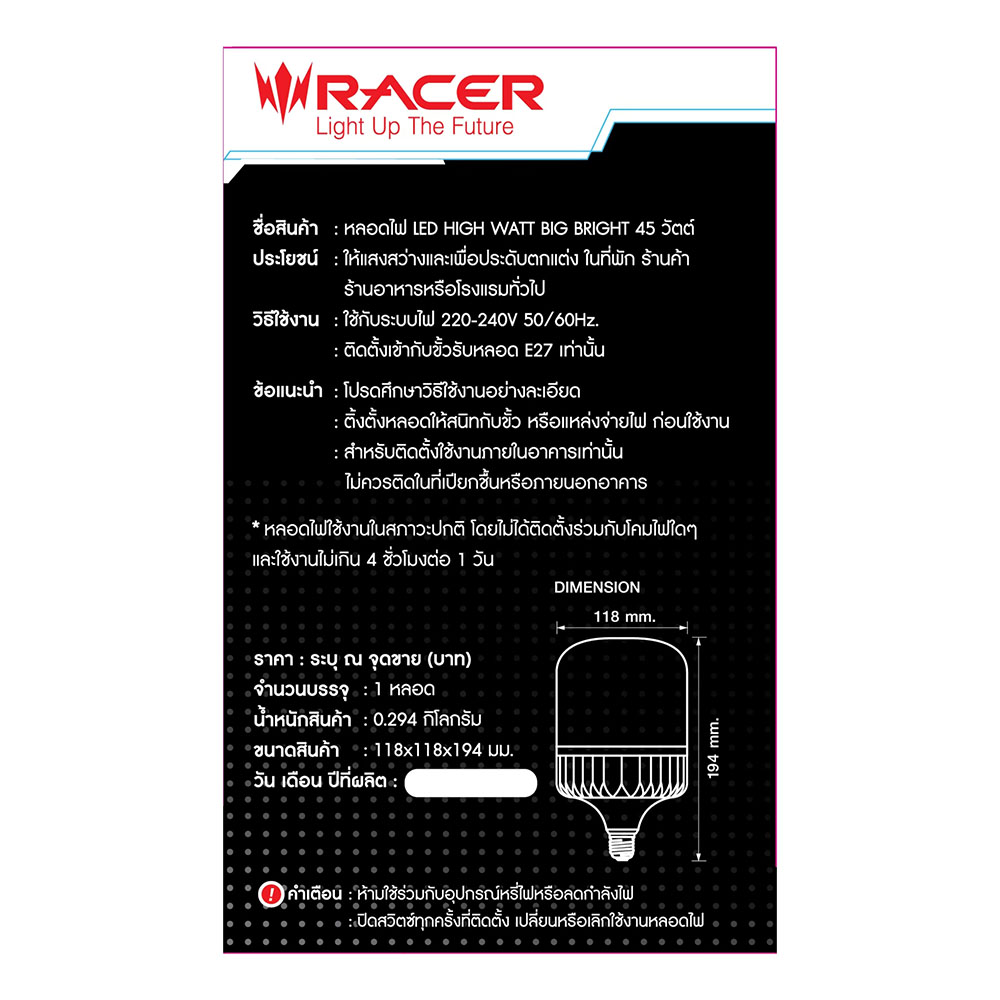 RACER
Light Up The Future
ชื่อสินค้า : หลอดไฟ LED HIGH WATT BIG BRIGHT 45 วัตต์
ประโยชน์ : ให้แสงสว่างและเพื่อประดับตกแต่ง ในที่พัก ร้านค้า
ร้านอาหารหรือโรงแรมทั่วไป
วิธีใช้งาน : ใช้กับระบบไฟ 220-240V 50/60Hz.
: ติดตั้งเข้ากับขั้วรับหลอด E27 เท่านั้น
ข้อแนะนำ : โปรดศึกษาวิธีใช้งานอย่างละเอียด
: ติ้งตั้งหลอดให้สนิทกับขั้ว หรือแหล่งจ่ายไฟ ก่อนใช้งาน
: สำหรับติดตั้งใช้งานภายในอาคารเท่านั้น
ไม่ควรติดในที่เปียกชื้นหรือภายนอกอาคาร
* หลอดไฟใช้งานในสภาวะปกติ โดยไม่ได้ติดตั้งร่วมกับโคมไฟใดๆ
และใช้งานไม่เกิน 4 ชั่วโมงต่อ 1 วัน
DIMENSION
118 mm.
194 mm.
ราคา : ระบุ ณ จุดขาย (บาท)
จำนวนบรรจุ : 1 หลอด
น้ำหนักสินค้า : 0.294 กิโลกรัม
ขนาดสินค้า : 118x118x194 มม.
วัน เดือน ปีที่ผลิต :
! คำเตือน : ห้ามใช้ร่วมกับอุปกรณ์หรี่ไฟหรือลดกำลังไฟ
: ปิดสวิตซ์ทุกครั้งที่ติดตั้ง เปลี่ยนหรือเลิกใช้งานหลอดไฟ